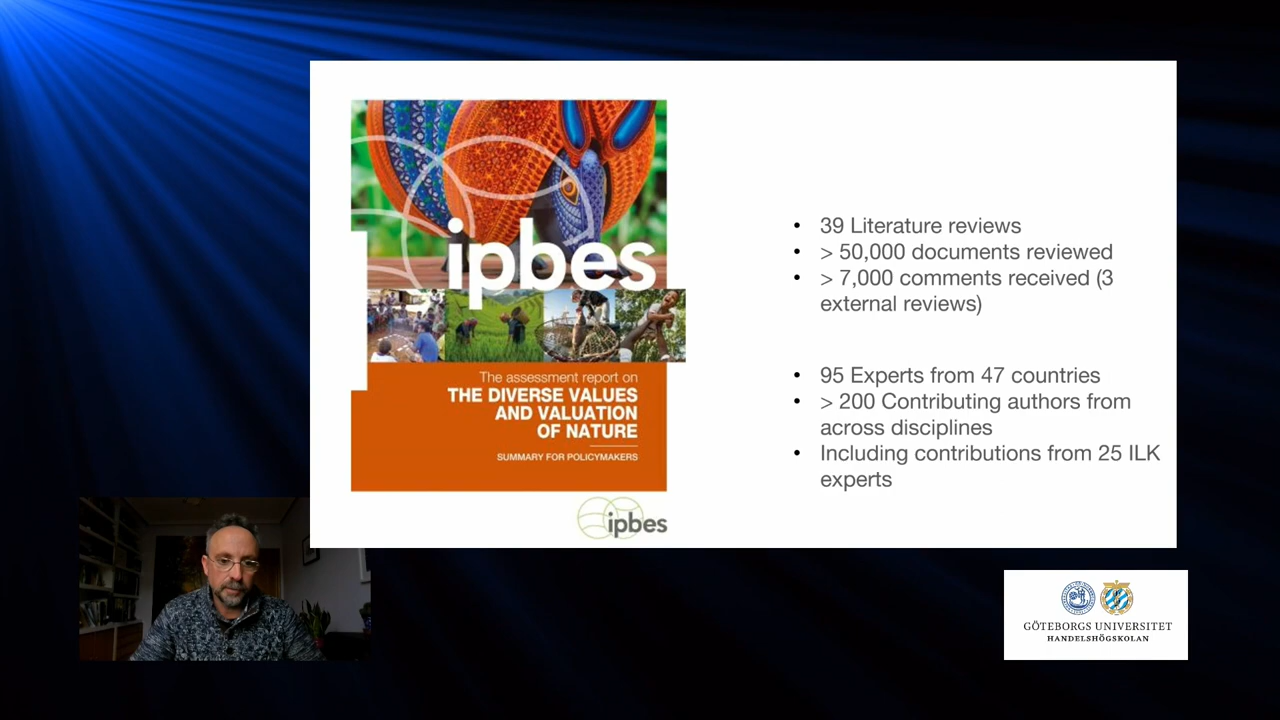 ipbes
The assessment report on
THE DIVERSE VALUES
AND VALUATION
OF NATURE
SUMMARY FOR POLICYMAKERS
ipbes
• 39 Literature reviews
• > 50,000 documents reviewed
• > 7,000 comments received (3
external reviews)
• 95 Experts from 47 countries
• > 200 Contributing authors from
across disciplines
• Including contributions from 25 ILK
experts
GÖTEBORGS UNIVERSITET
HANDELSHÖGSKOLAN